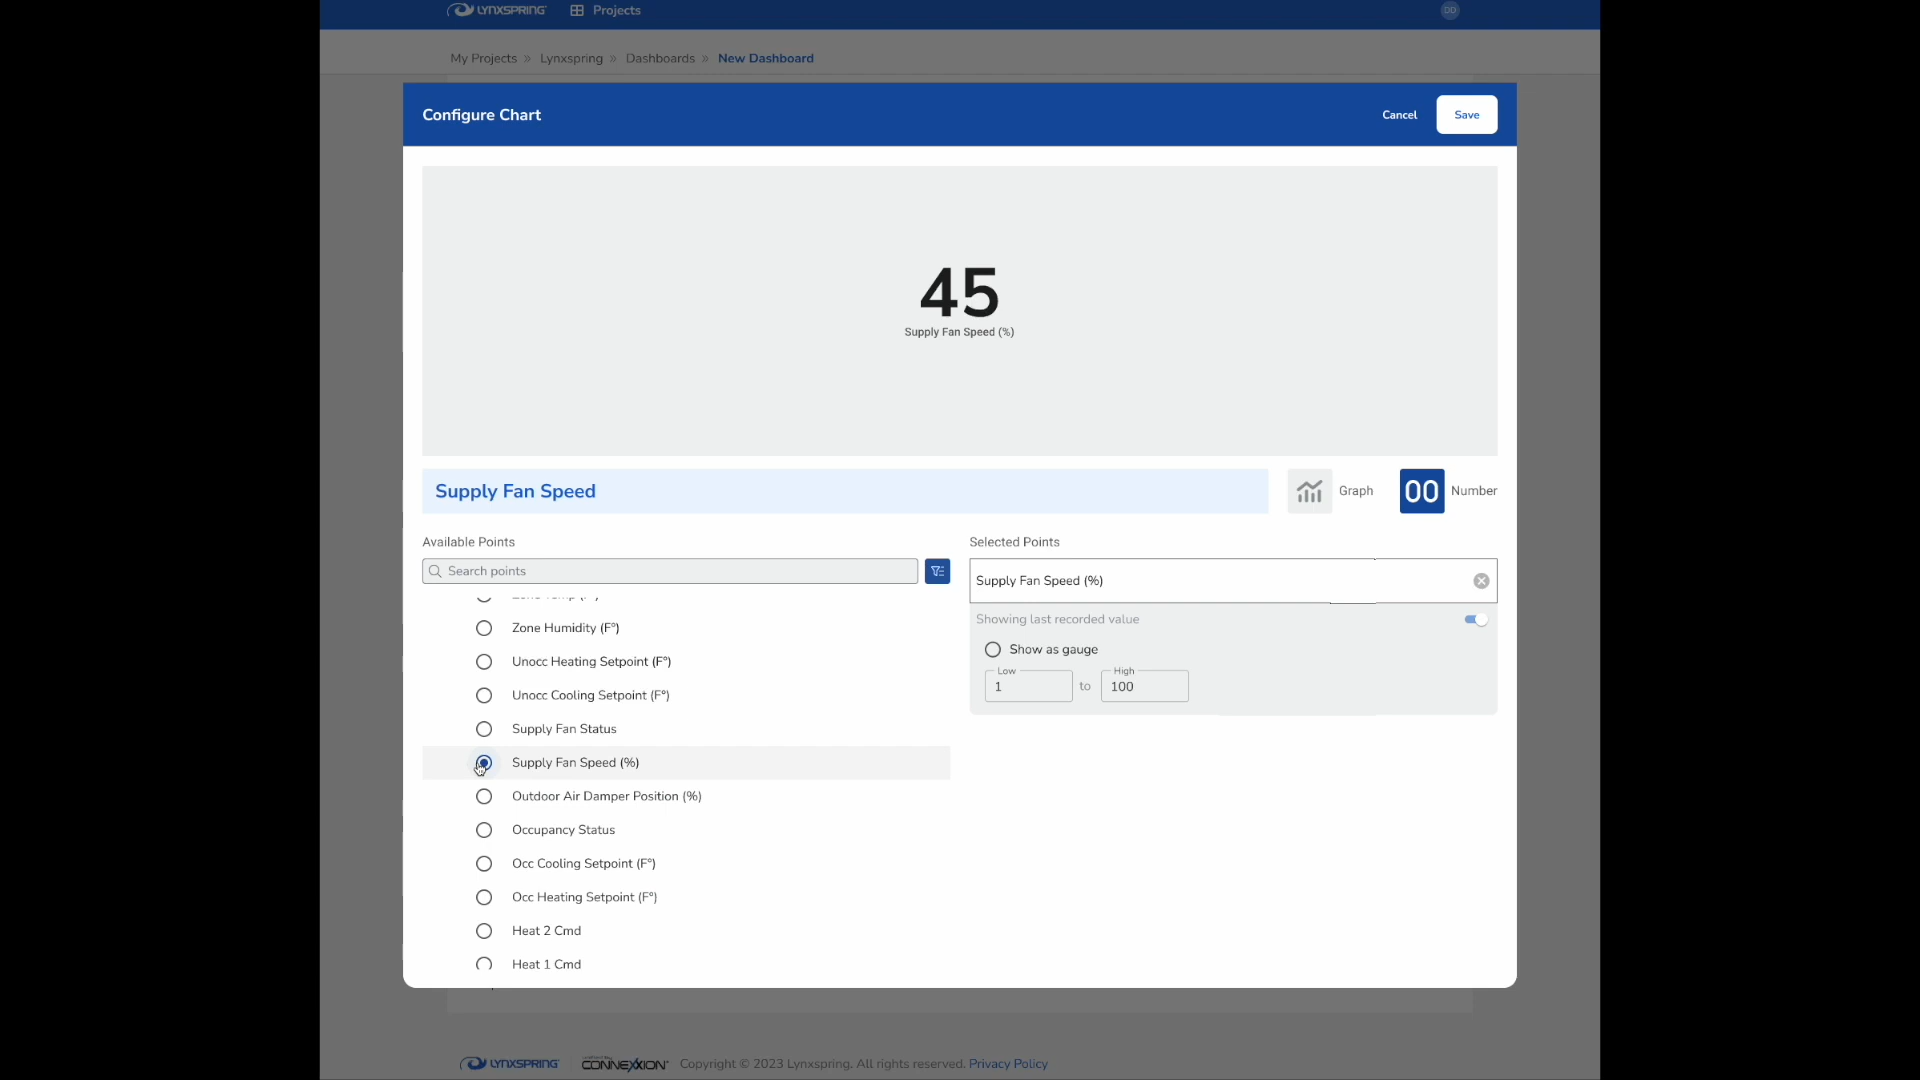 LYNXSPRING Projects DD
My Projects » Lynxspring » Dashboards » New Dashboard
Configure Chart Cancel Save
45
Supply Fan Speed (%)
Supply Fan Speed Graph 00 Number
Available Points Selected Points
Search points
Supply Fan Speed (%)
Showing last recorded value
Zone Humidity (F°)
Show as gauge
Unocc Heating Setpoint (F°)
Low High
1 to 100
Unocc Cooling Setpoint (F°)
Supply Fan Status
Supply Fan Speed (%)
Outdoor Air Damper Position (%)
Occupancy Status
Occ Cooling Setpoint (F°)
Occ Heating Setpoint (F°)
Heat 2 Cmd
Heat 1 Cmd
LYNXSPRING CONNEXXION Copyright © 2023 Lynxspring. All rights reserved. Privacy Policy